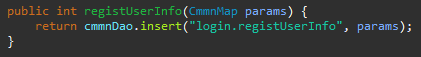 public int registUserInfo(CmmnMap params) {
    return cmmnDao.insert("login.registUserInfo", params);
}